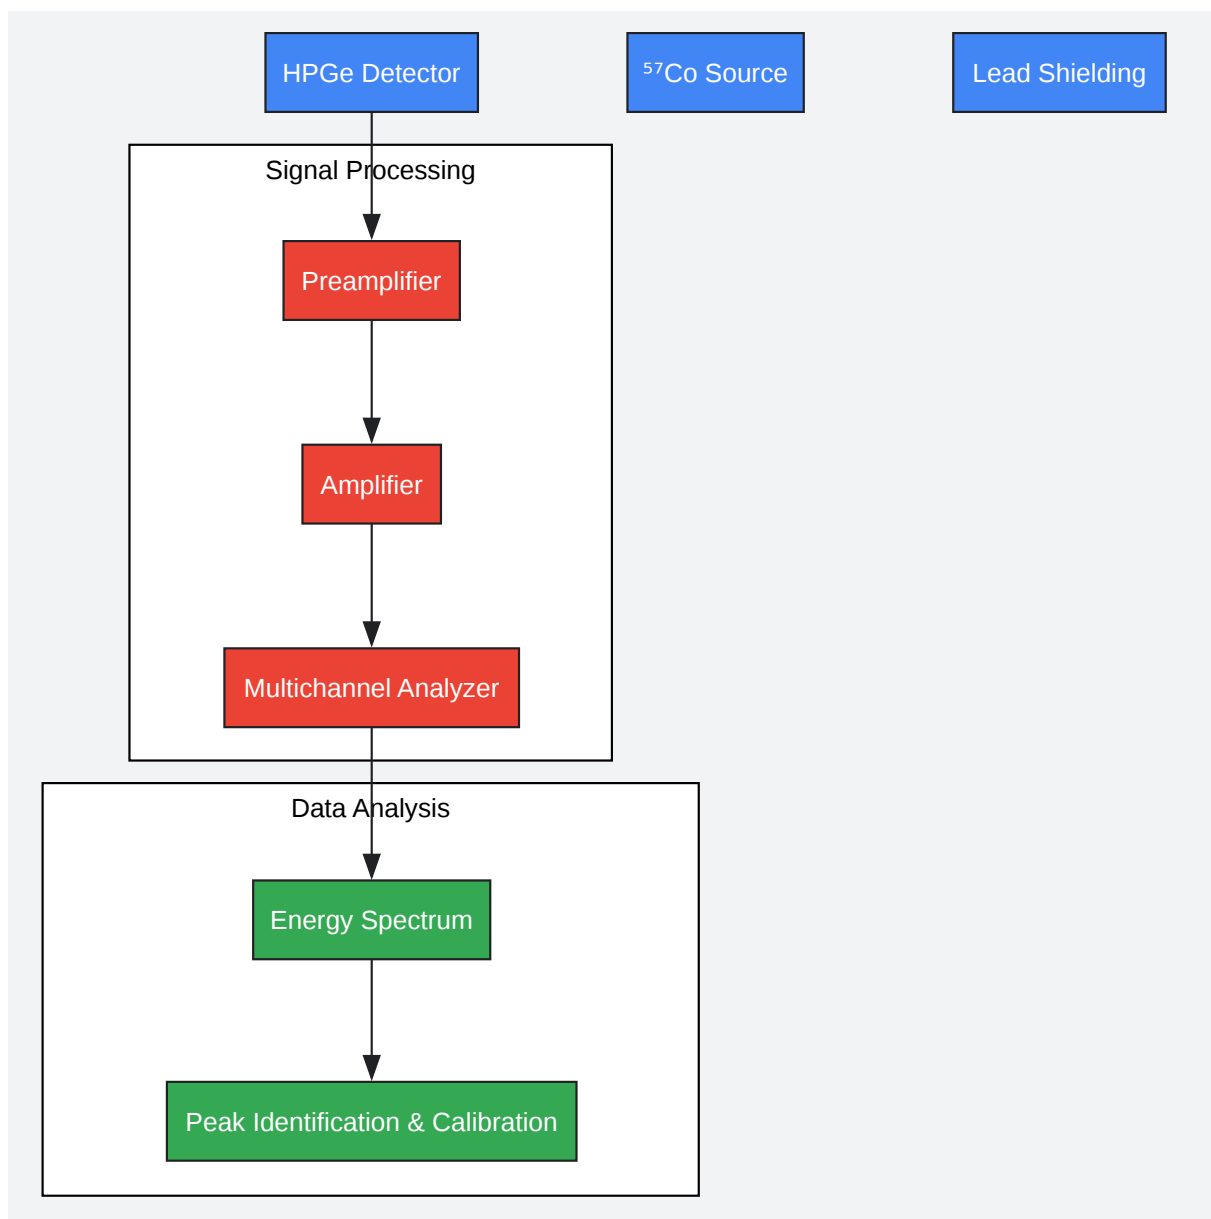 HPGe Detector
⁵⁷Co Source
Lead Shielding
Signal Processing
Preamplifier
Amplifier
Multichannel Analyzer
Data Analysis
Energy Spectrum
Peak Identification & Calibration